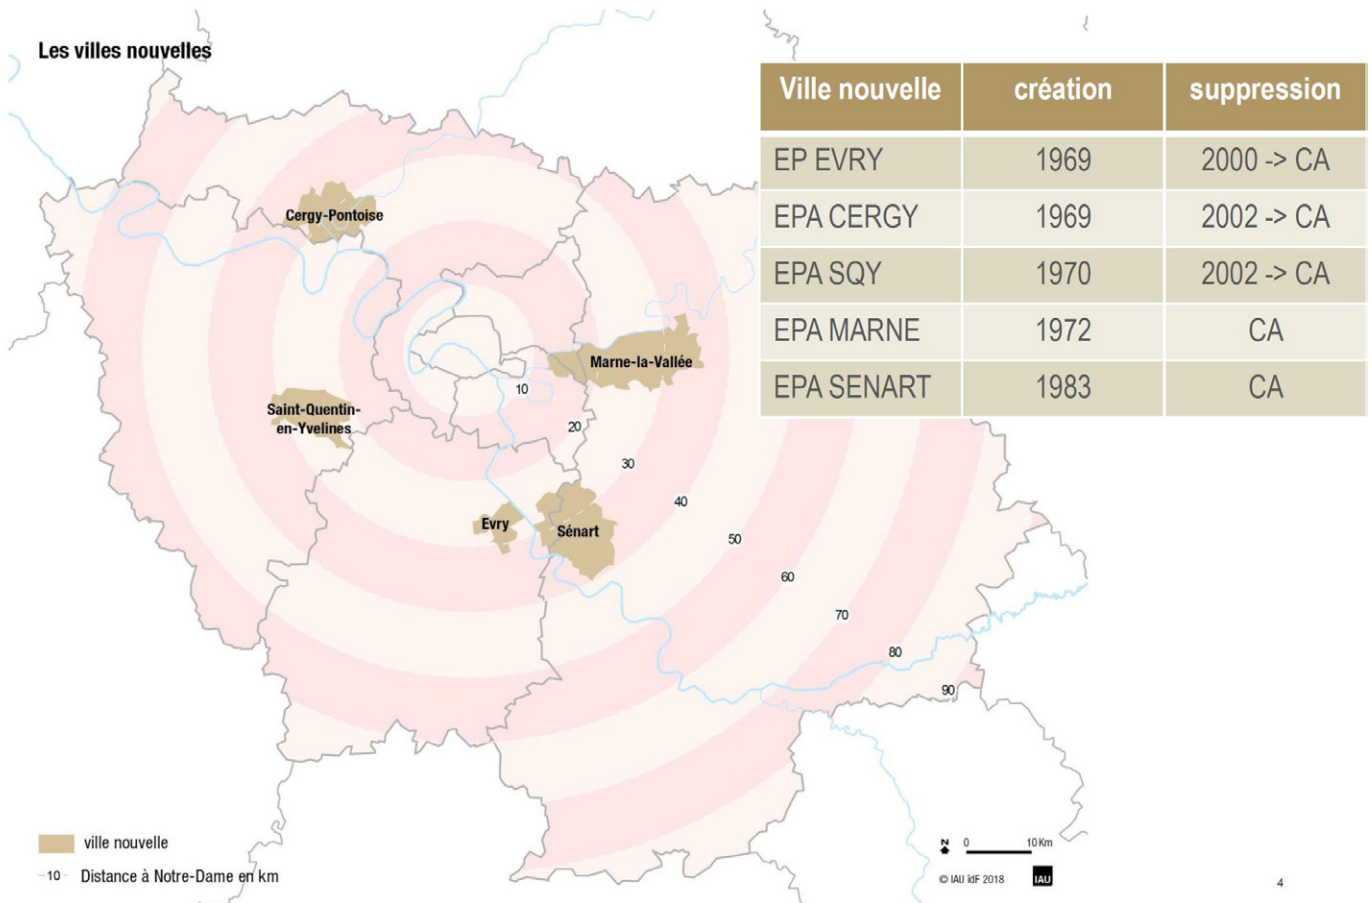 Les villes nouvelles
Ville nouvelle création suppression
EP EVRY 1969 2000 -> CA
EPA CERGY 1969 2002 -> CA
EPA SQY 1970 2002 -> CA
EPA MARNE 1972 CA
EPA SENART 1983 CA
Cergy-Pontoise
Marne-la-Vallée
Saint-Quentin-
en-Yvelines
Evry
Sénart
10
20
30
40
50
60
70
80
90
ville nouvelle
10 Distance à Notre-Dame en km
N 0 10 Km
© IAU îdF 2018 IAU
4